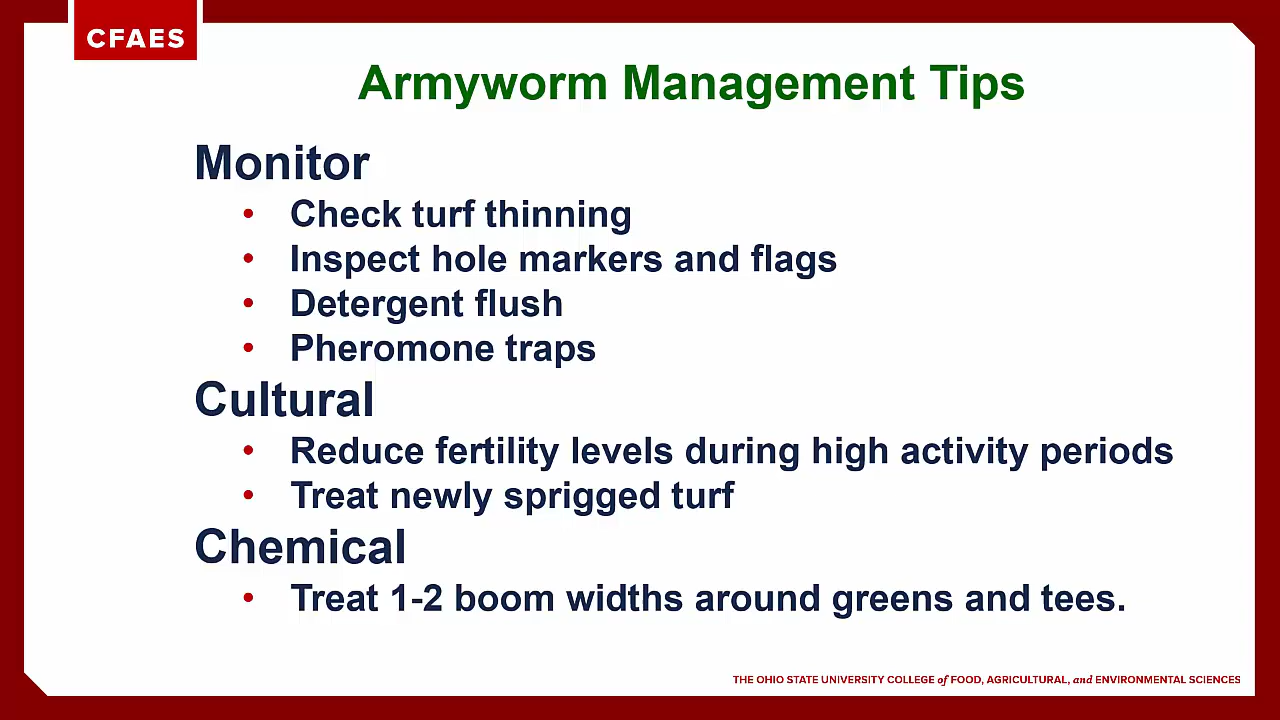 CFAES
Armyworm Management Tips
Monitor
• Check turf thinning
• Inspect hole markers and flags
• Detergent flush
• Pheromone traps
Cultural
• Reduce fertility levels during high activity periods
• Treat newly sprigged turf
Chemical
• Treat 1-2 boom widths around greens and tees.
THE OHIO STATE UNIVERSITY COLLEGE of FOOD, AGRICULTURAL, and ENVIRONMENTAL SCIENCES